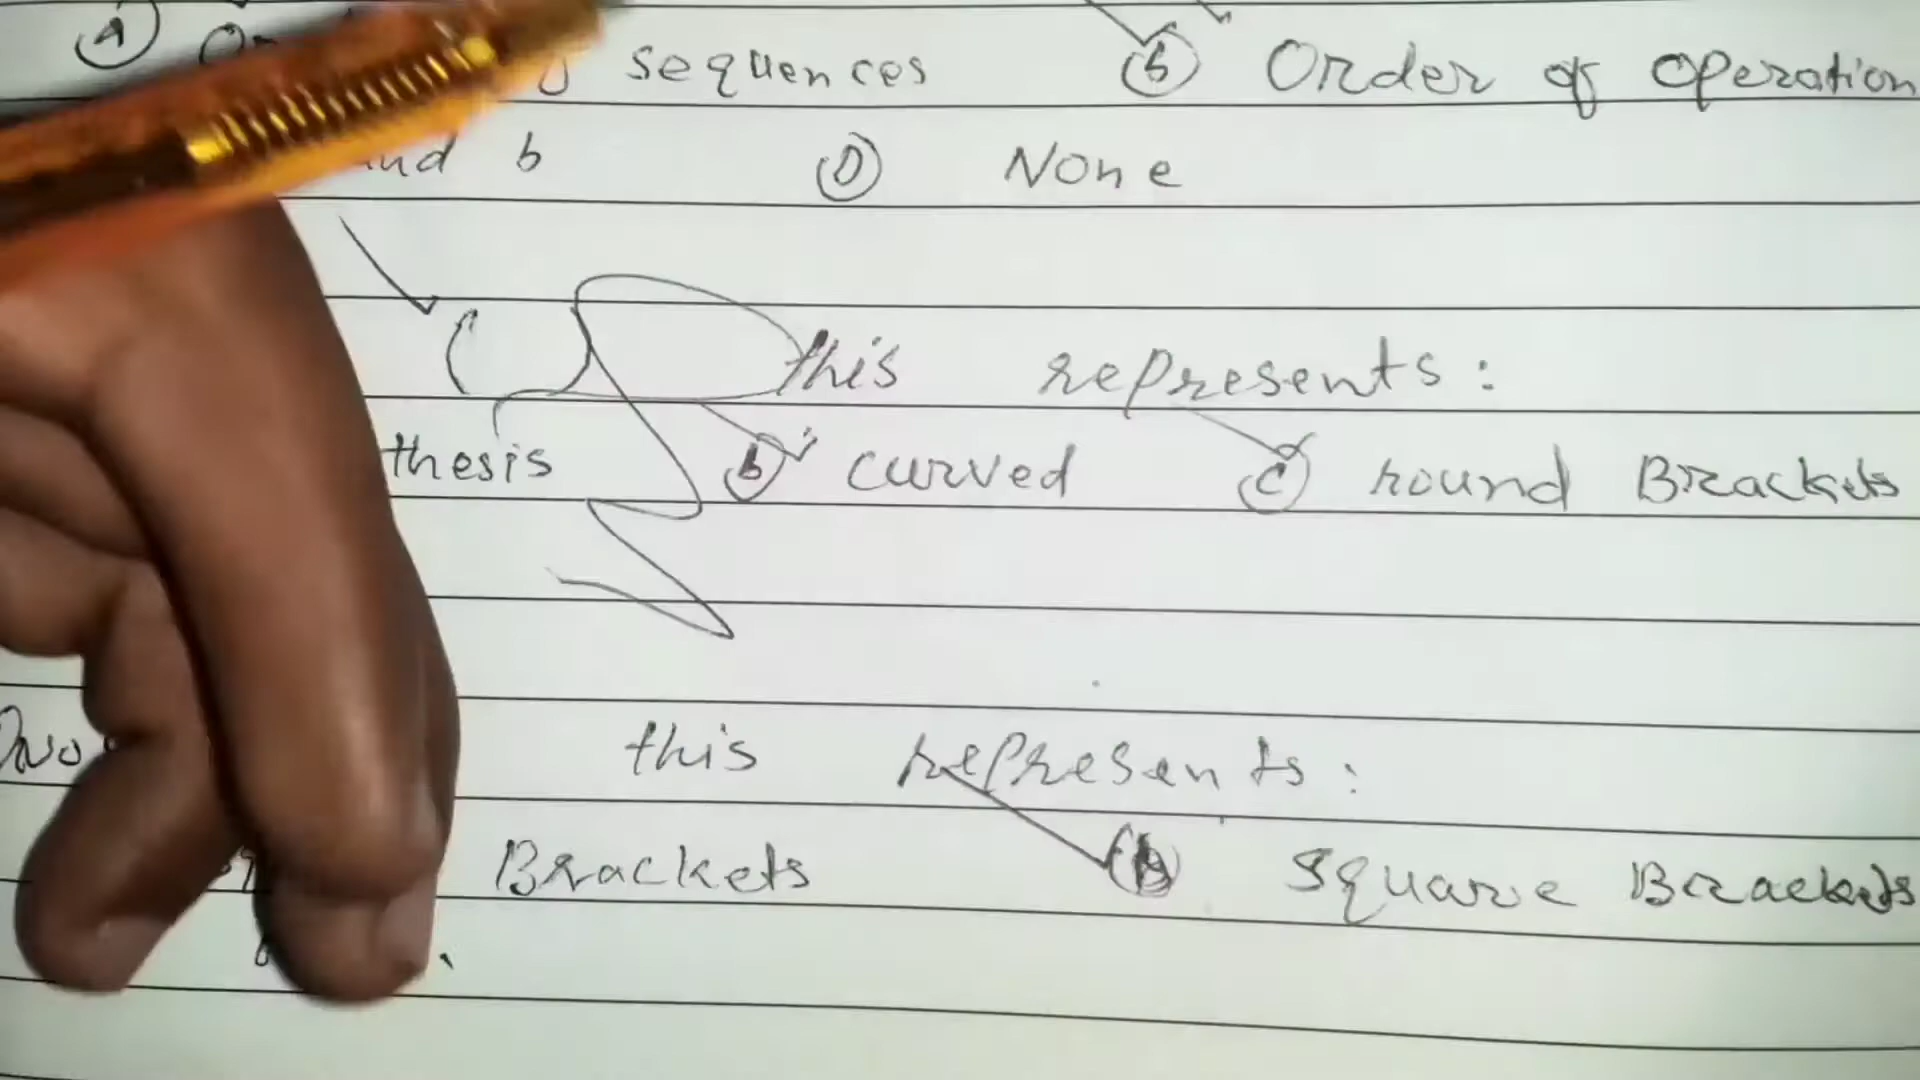 (A) sequences (b) Order of operation
and b (D) None
( ) this represents:
thesis (b) curved (c) round Brackets
this represents:
Brackets (b) Square Brackets